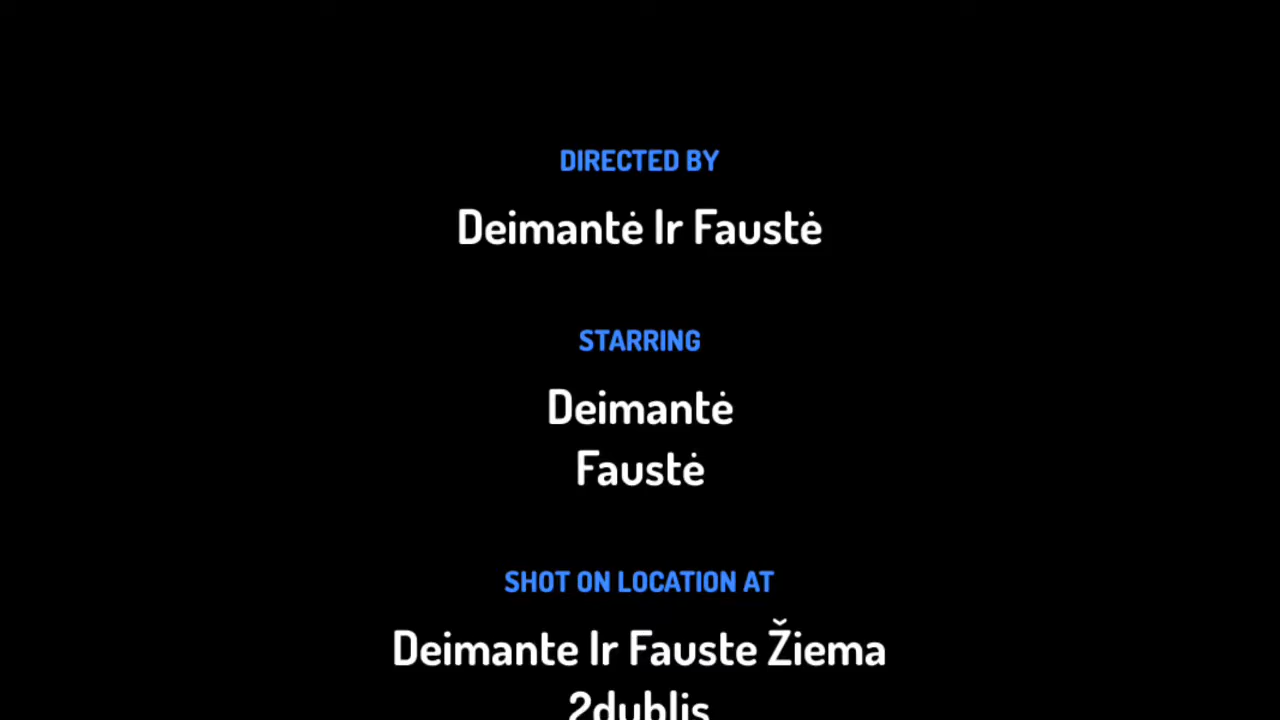 DIRECTED BY
Deimantė Ir Faustė
STARRING
Deimantė
Faustė
SHOT ON LOCATION AT
Deimante Ir Fauste Žiema
2dublis